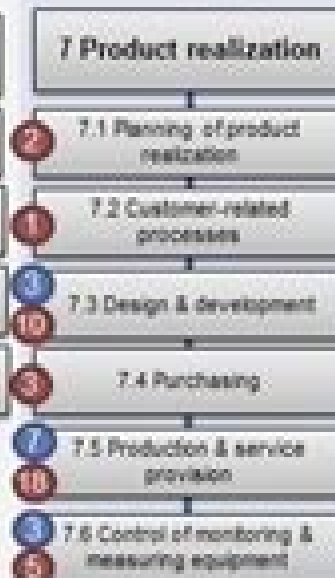 7 Product realization
2
7.1 Planning of product
realization
1
7.2 Customer-related
processes
3
7.3 Design & development
10
3
7.4 Purchasing
7
7.5 Production & service
provision
18
3
7.6 Control of monitoring &
measuring equipment
5